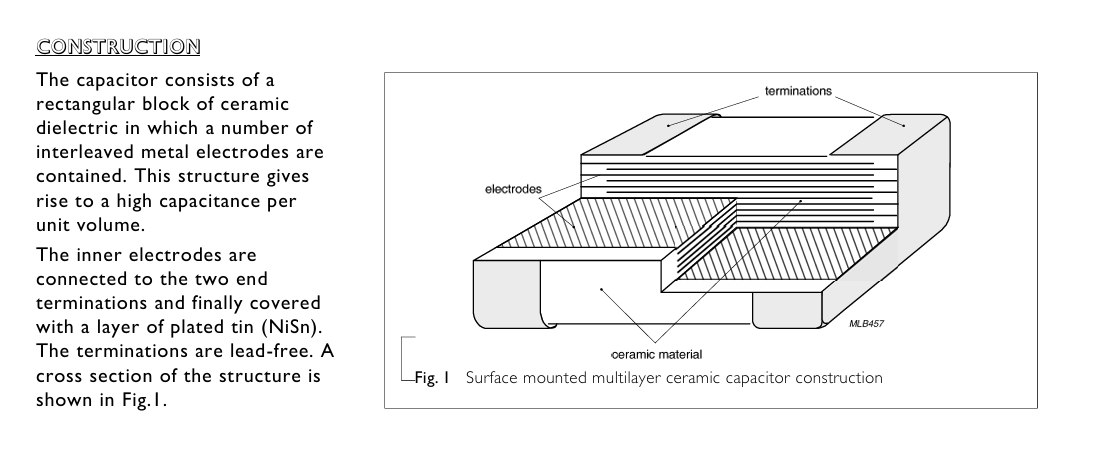 CONSTRUCTION
The capacitor consists of a
rectangular block of ceramic
dielectric in which a number of
interleaved metal electrodes are
contained. This structure gives
rise to a high capacitance per
unit volume.
The inner electrodes are
connected to the two end
terminations and finally covered
with a layer of plated tin (NiSn).
The terminations are lead-free. A
cross section of the structure is
shown in Fig.1.
terminations
electrodes
MLB457
ceramic material
Fig. 1 Surface mounted multilayer ceramic capacitor construction